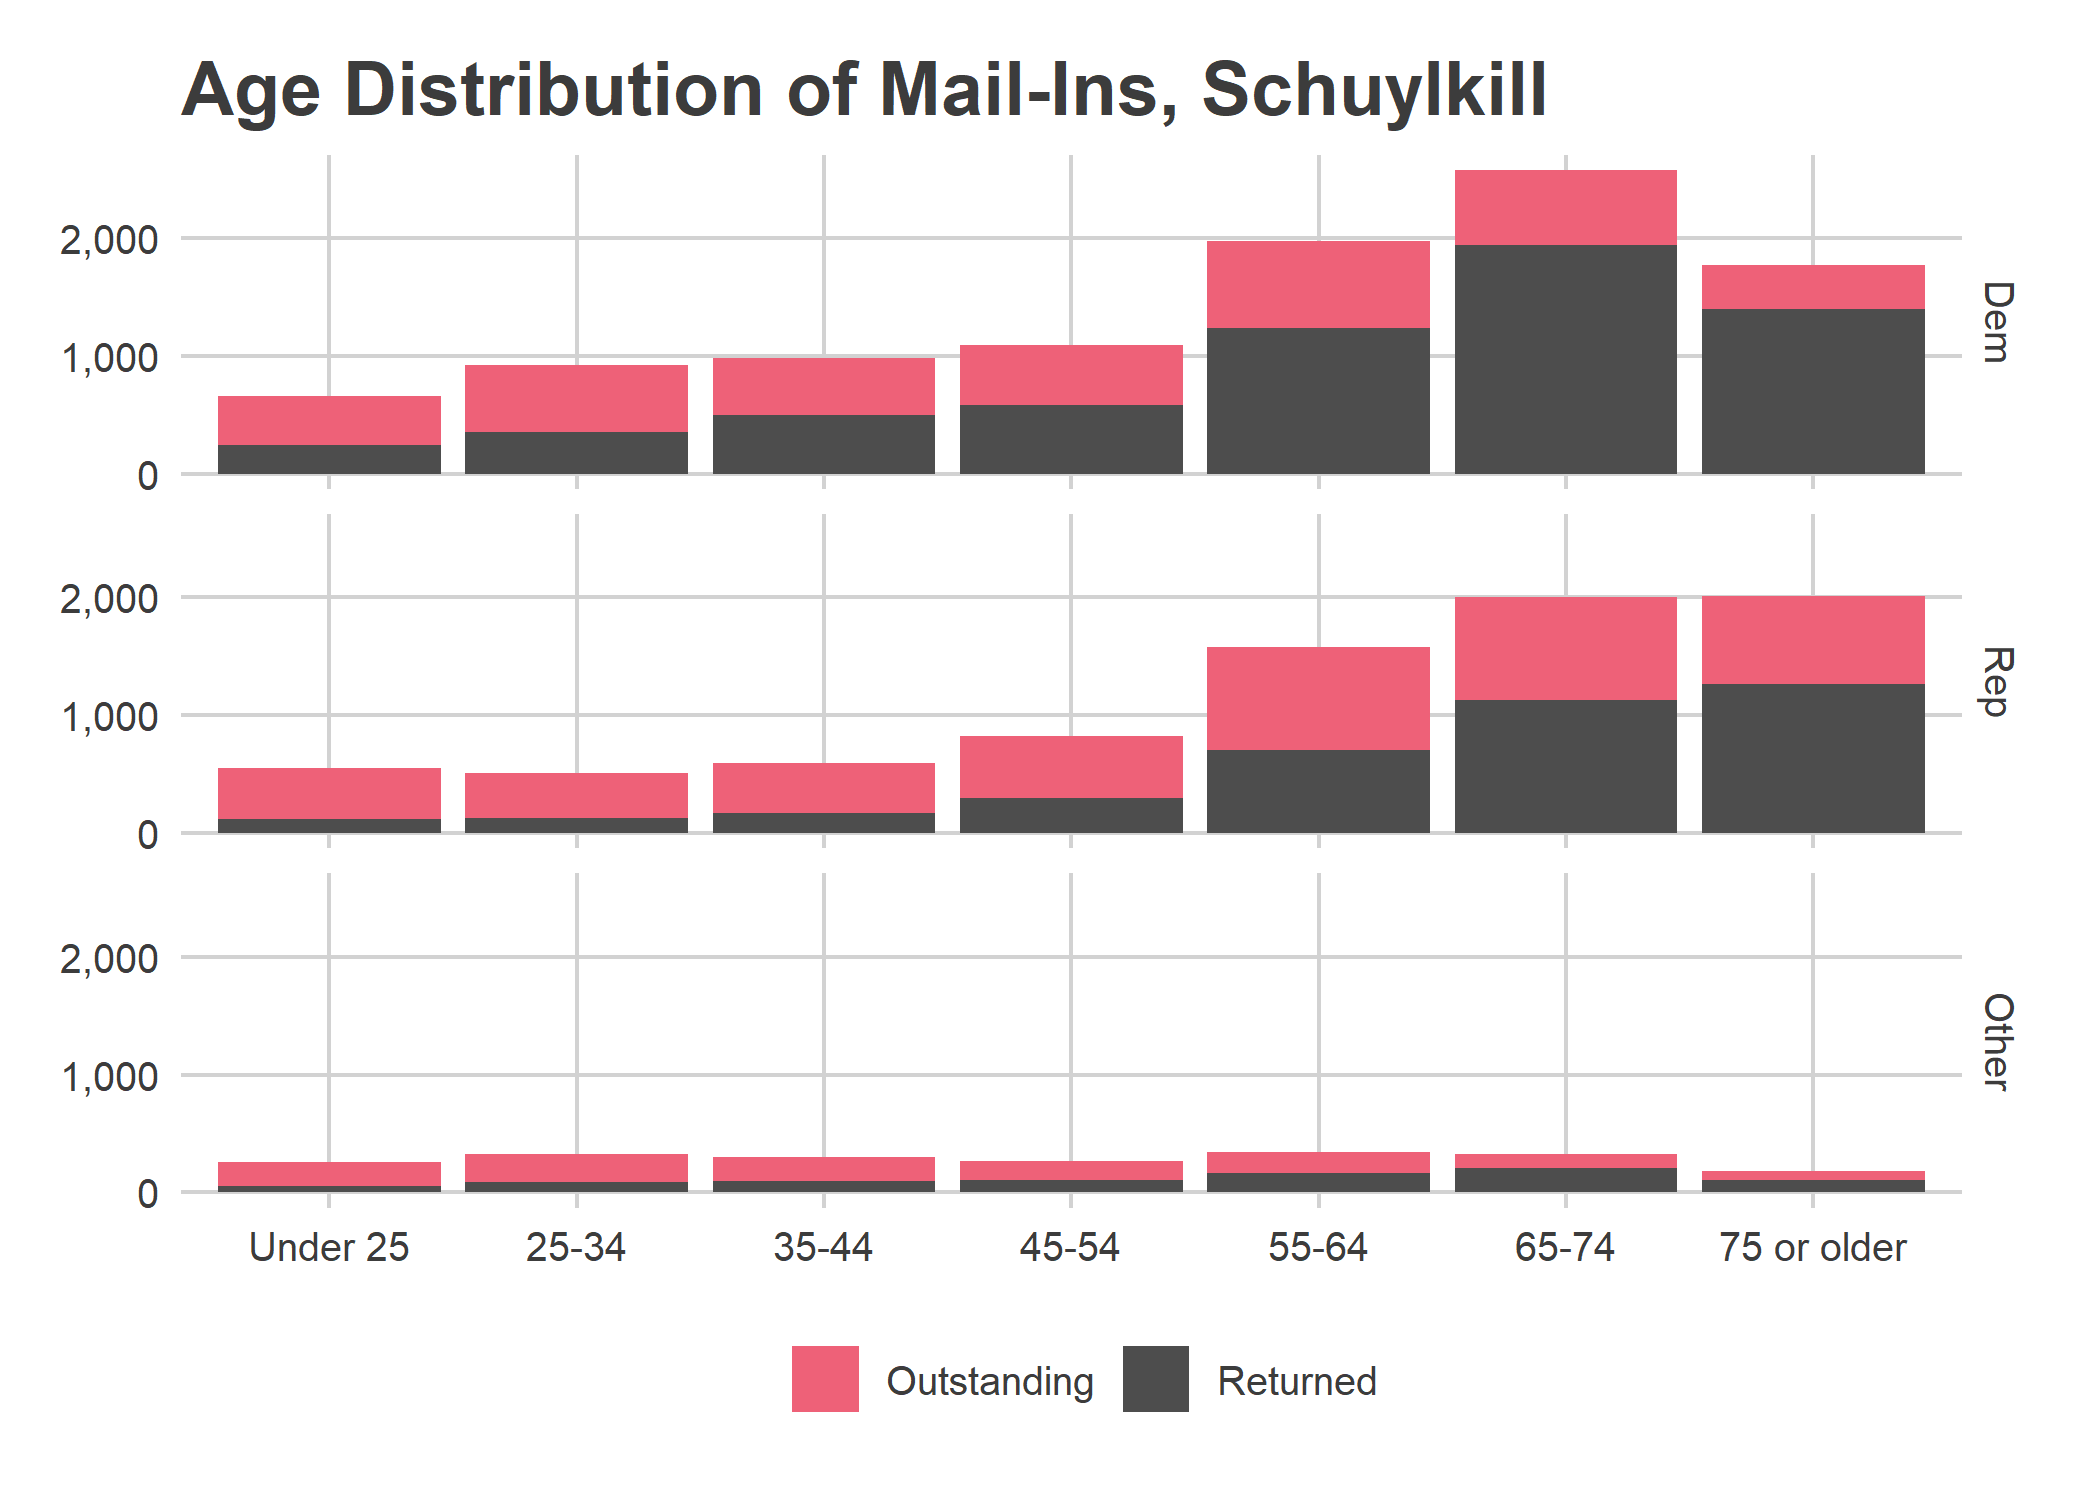 Age Distribution of Mail-Ins, Schuylkill
2,000
1,000
0
Dem
2,000
1,000
0
Rep
2,000
1,000
0
Other
Under 25 25-34 35-44 45-54 55-64 65-74 75 or older
Outstanding Returned